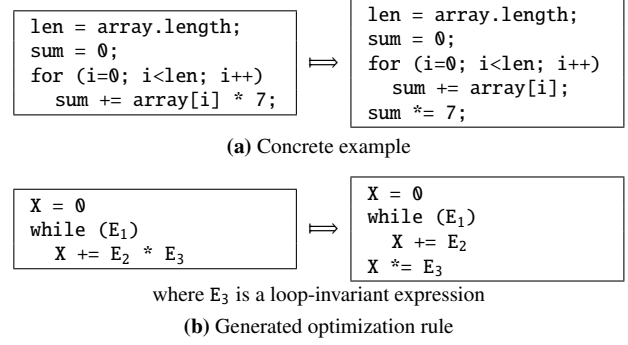 len = array.length;
sum = 0;
for (i=0; i<len; i++)
sum += array[i] * 7;
⟹
len = array.length;
sum = 0;
for (i=0; i<len; i++)
sum += array[i];
sum *= 7;
(a) Concrete example
X = 0
while (E₁)
X += E₂ * E₃
⟹
X = 0
while (E₁)
X += E₂
X *= E₃
where E₃ is a loop-invariant expression
(b) Generated optimization rule